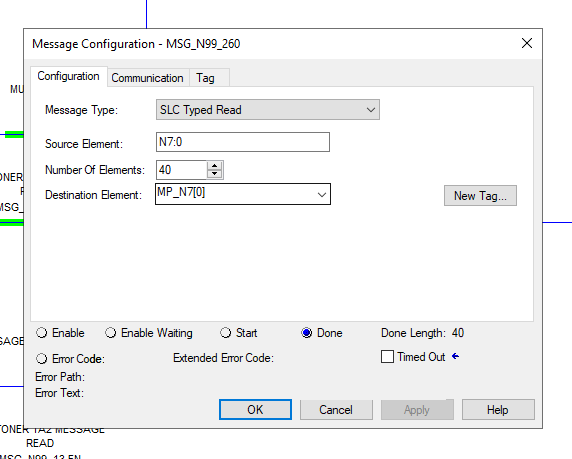 Message Configuration - MSG_N99_260
Configuration Communication Tag
MU
Message Type: SLC Typed Read
Source Element: N7:0
Number Of Elements: 40
Destination Element: MP_N7[0]
New Tag...
ONER
R
MSG_
Enable Enable Waiting Start Done Done Length: 40
SAGE
Error Code: Extended Error Code: Timed Out
Error Path:
Error Text:
OK Cancel Apply Help
TONER TA2 MESSAGE
READ
MSG_N99_13.EN